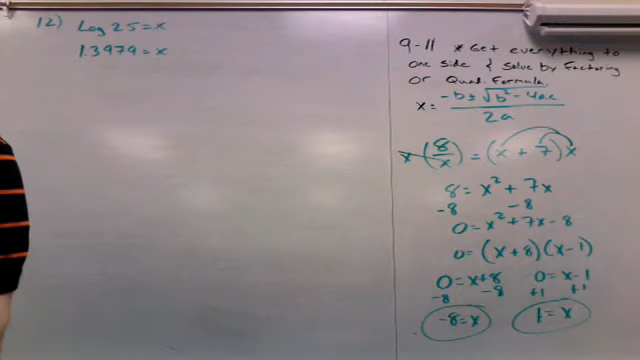 12) Log 25 = x
1.3979 = x
9-11 * Get everything to
one side & solve by factoring
or Quad. Formula
x = -b ± √b² - 4ac
2a
x(8/x) = (x + 7)x
8 = x² + 7x
-8 -8
0 = x² + 7x - 8
0 = (x+8)(x-1)
0 = x+8 0 = x-1
-8 -8 +1 +1
-8 = x 1 = x